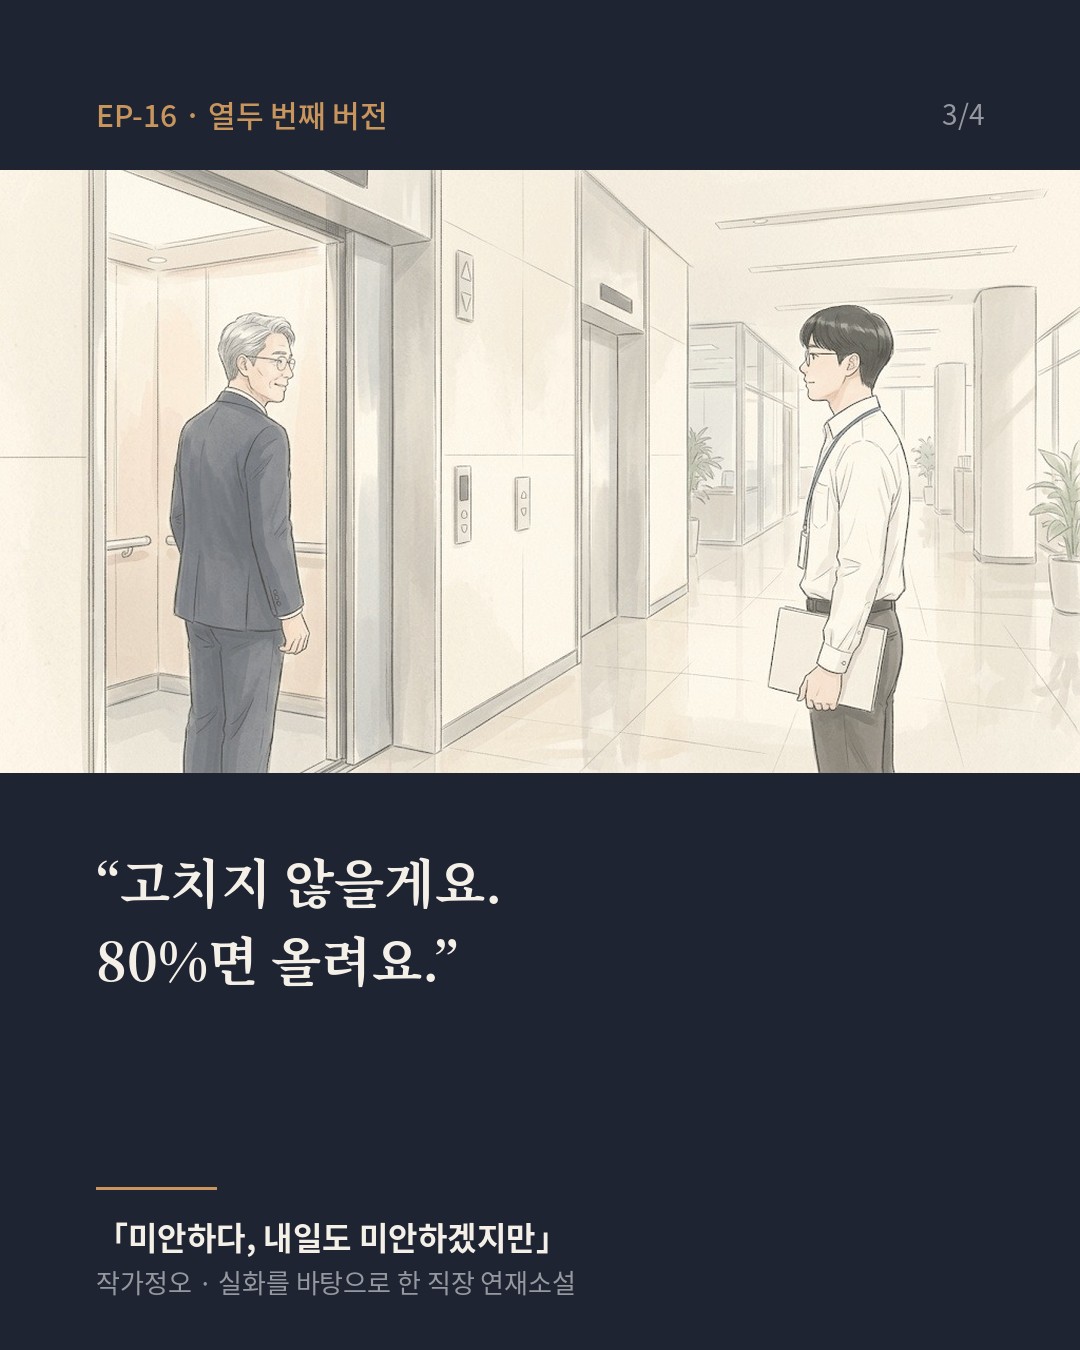 EP-16 · 열두 번째 버전
3/4
“고치지 않을게요.
80%면 올려요.”
「미안하다, 내일도 미안하겠지만」
작가정오 · 실화를 바탕으로 한 직장 연재소설